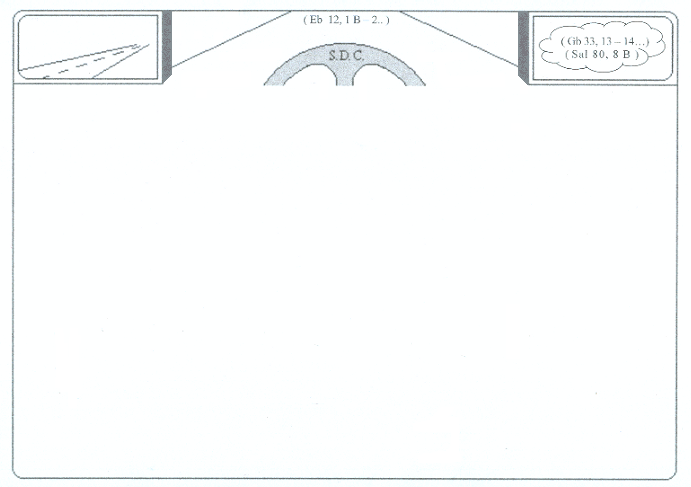 ( Eb 12, 1 B – 2.. )
S.D.C.
( Gb 33, 13 – 14...)
( Sal 80, 8 B )